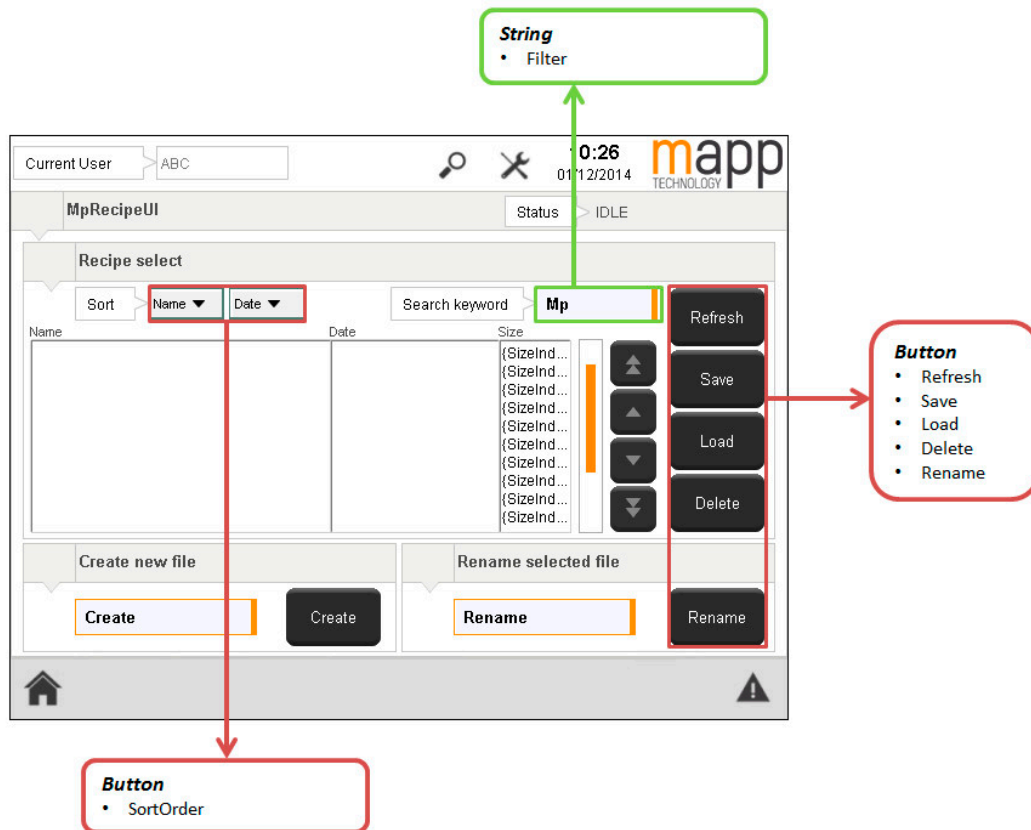 String
• Filter
Current User
ABC
10:26
01/12/2014
mapp
TECHNOLOGY
MpRecipeUI
Status
IDLE
Recipe select
Sort
Name ▼
Date ▼
Search keyword
Mp
Refresh
Name
Date
Size
{SizeInd...
{SizeInd...
{SizeInd...
{SizeInd...
{SizeInd...
{SizeInd...
{SizeInd...
{SizeInd...
{SizeInd...
{SizeInd...
Save
Load
Delete
Button
• Refresh
• Save
• Load
• Delete
• Rename
Create new file
Rename selected file
Create
Create
Rename
Rename
Button
• SortOrder